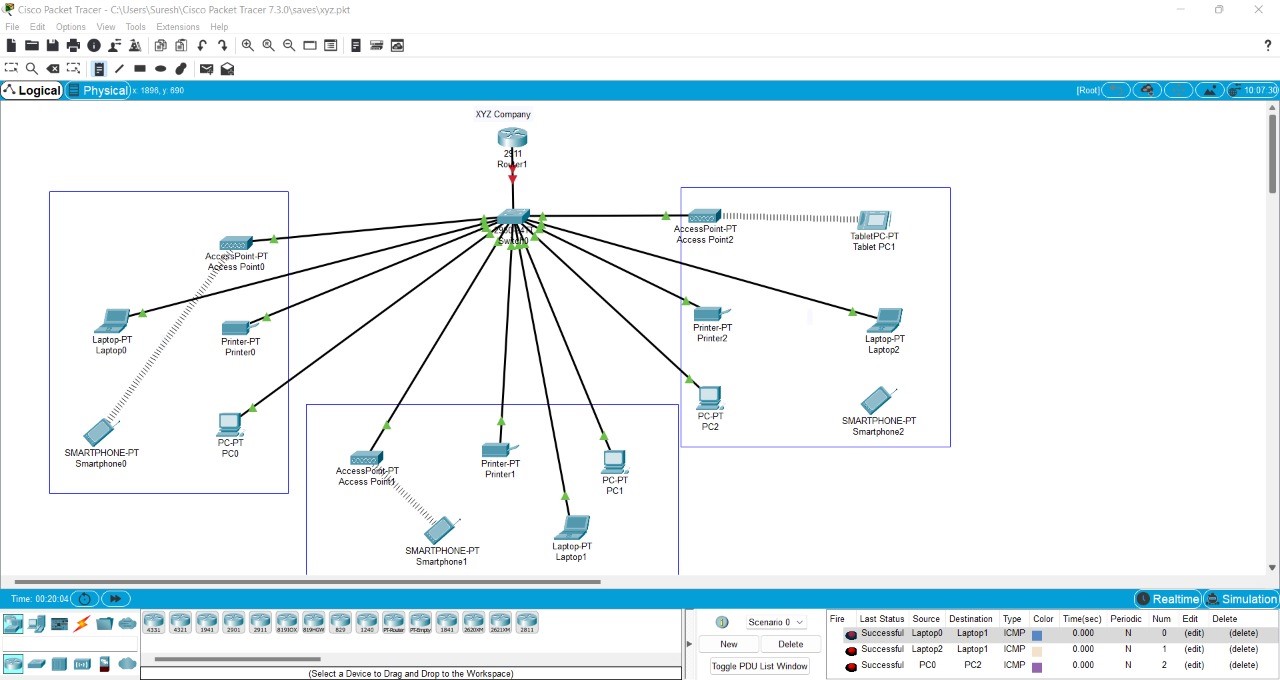 Cisco Packet Tracer - C:\Users\Suresh\Cisco Packet Tracer 7.3.0\saves\xyz.pkt
File Edit Options View Tools Extensions Help
?
Logical Physical x: 1896, y: 690 [Root] 10:07:30
XYZ Company
2911
Router1
Switch0
AccessPoint-PT
Access Point0
Laptop-PT
Laptop0
Printer-PT
Printer0
SMARTPHONE-PT
Smartphone0
PC-PT
PC0
AccessPoint-PT
Access Point1
Printer-PT
Printer1
PC-PT
PC1
SMARTPHONE-PT
Smartphone1
Laptop-PT
Laptop1
AccessPoint-PT
Access Point2
TabletPC-PT
Tablet PC1
Printer-PT
Printer2
Laptop-PT
Laptop2
PC-PT
PC2
SMARTPHONE-PT
Smartphone2
Time: 00:20:04 Realtime Simulation
4331 4321 1941 2901 2911 819IOX 819HGW 829 1240 PT-Router PT-Empty 1841 2620XM 2621XM 2811
(Select a Device to Drag and Drop to the Workspace)
Scenario 0
New Delete
Toggle PDU List Window
Fire Last Status Source Destination Type Color Time(sec) Periodic Num Edit Delete
Successful Laptop0 Laptop1 ICMP 0.000 N 0 (edit) (delete)
Successful Laptop2 Laptop1 ICMP 0.000 N 1 (edit) (delete)
Successful PC0 PC2 ICMP 0.000 N 2 (edit) (delete)